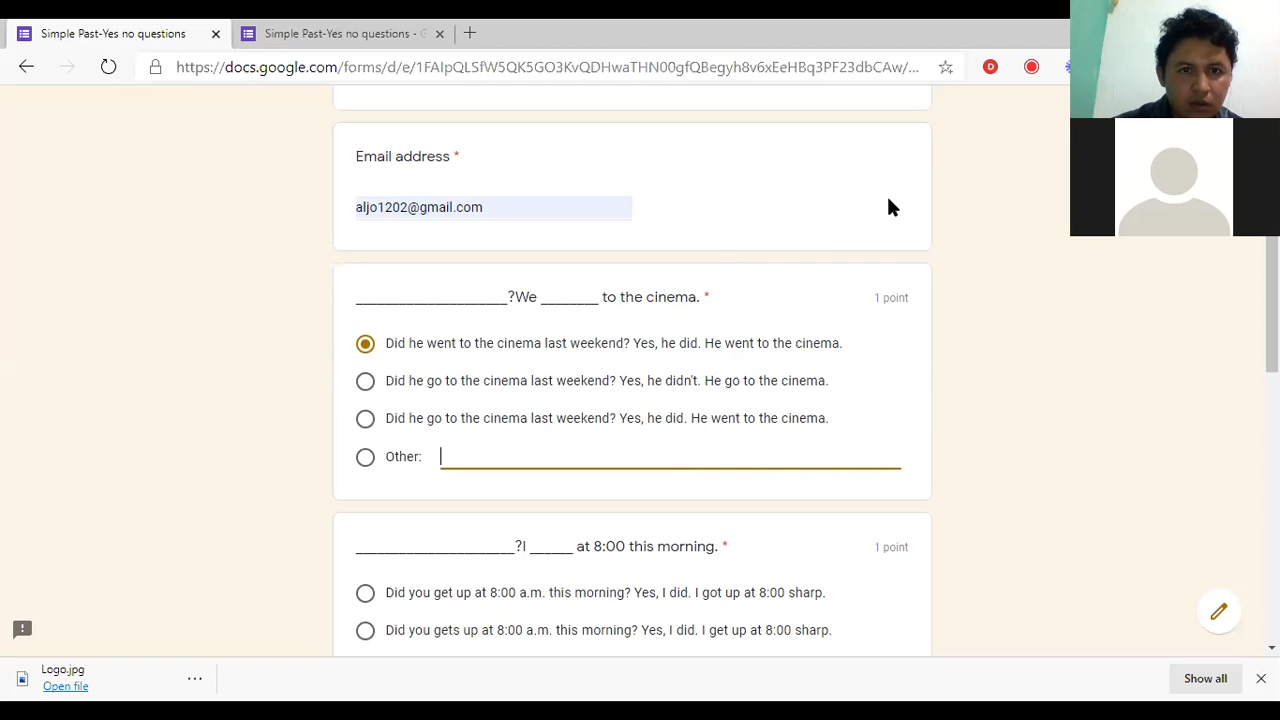 Simple Past-Yes no questions
Simple Past-Yes no questions - G
https://docs.google.com/forms/d/e/1FAIpQLSfW5QK5GO3KvQDHwaTHN00gfQBegyh8v6xEeHBq3PF23dbCAw/...
Email address *
aljo1202@gmail.com
_____________________?We ________ to the cinema. *
1 point
Did he went to the cinema last weekend? Yes, he did. He went to the cinema.
Did he go to the cinema last weekend? Yes, he didn't. He go to the cinema.
Did he go to the cinema last weekend? Yes, he did. He went to the cinema.
Other:
______________________?I ______ at 8:00 this morning. *
1 point
Did you get up at 8:00 a.m. this morning? Yes, I did. I got up at 8:00 sharp.
Did you gets up at 8:00 a.m. this morning? Yes, I did. I get up at 8:00 sharp.
Logo.jpg
Open file
Show all